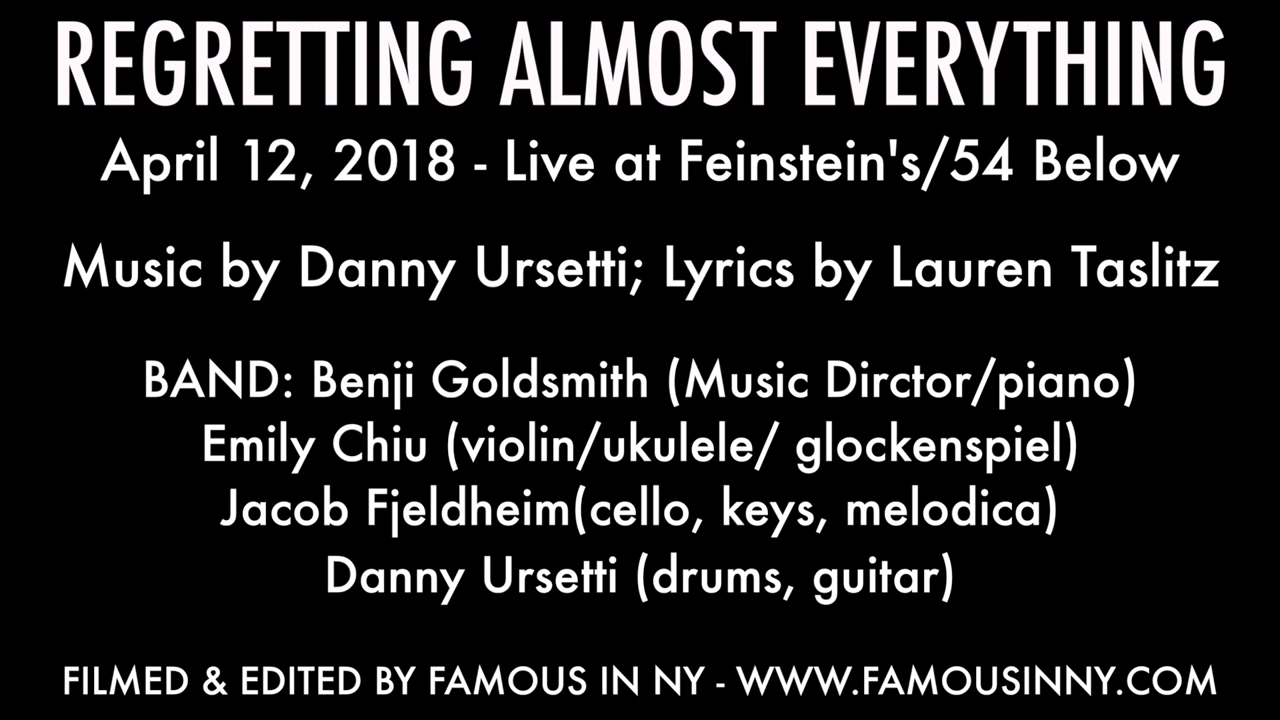 REGRETTING ALMOST EVERYTHING
April 12, 2018 - Live at Feinstein's/54 Below
Music by Danny Ursetti; Lyrics by Lauren Taslitz
BAND: Benji Goldsmith (Music Dirctor/piano)
Emily Chiu (violin/ukulele/ glockenspiel)
Jacob Fjeldheim(cello, keys, melodica)
Danny Ursetti (drums, guitar)
FILMED & EDITED BY FAMOUS IN NY - WWW.FAMOUSINNY.COM